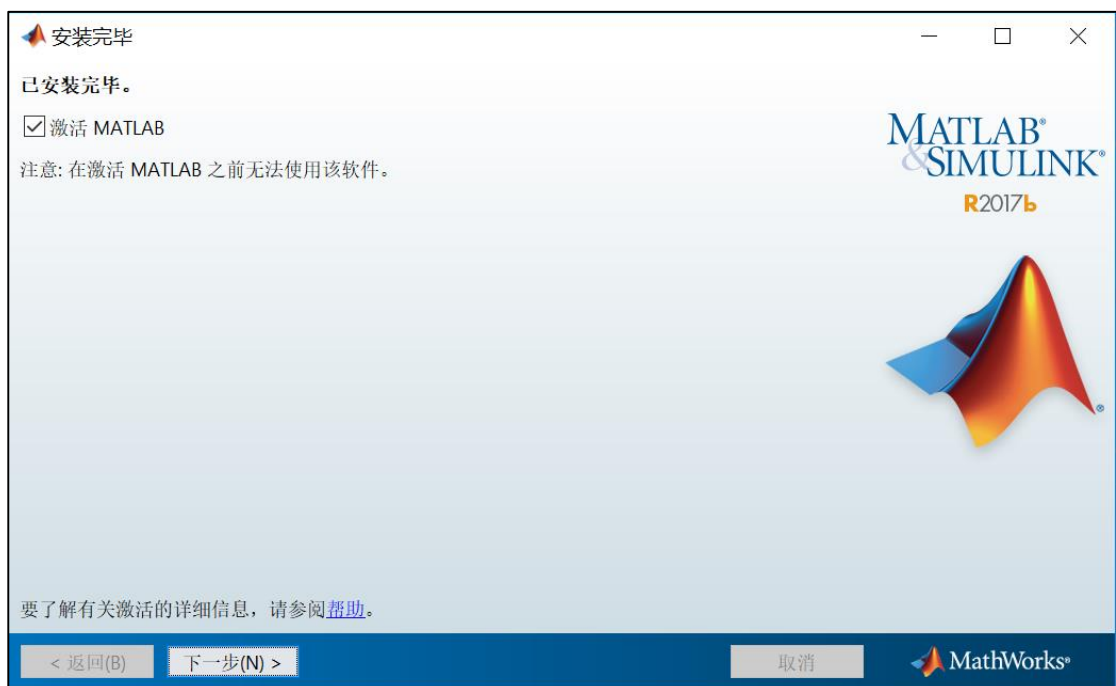 安装完毕
已安装完毕。
激活 MATLAB
注意: 在激活 MATLAB 之前无法使用该软件。
MATLAB®
&SIMULINK®
R2017b
®
要了解有关激活的详细信息，请参阅帮助。
< 返回(B)
下一步(N) >
取消
MathWorks®